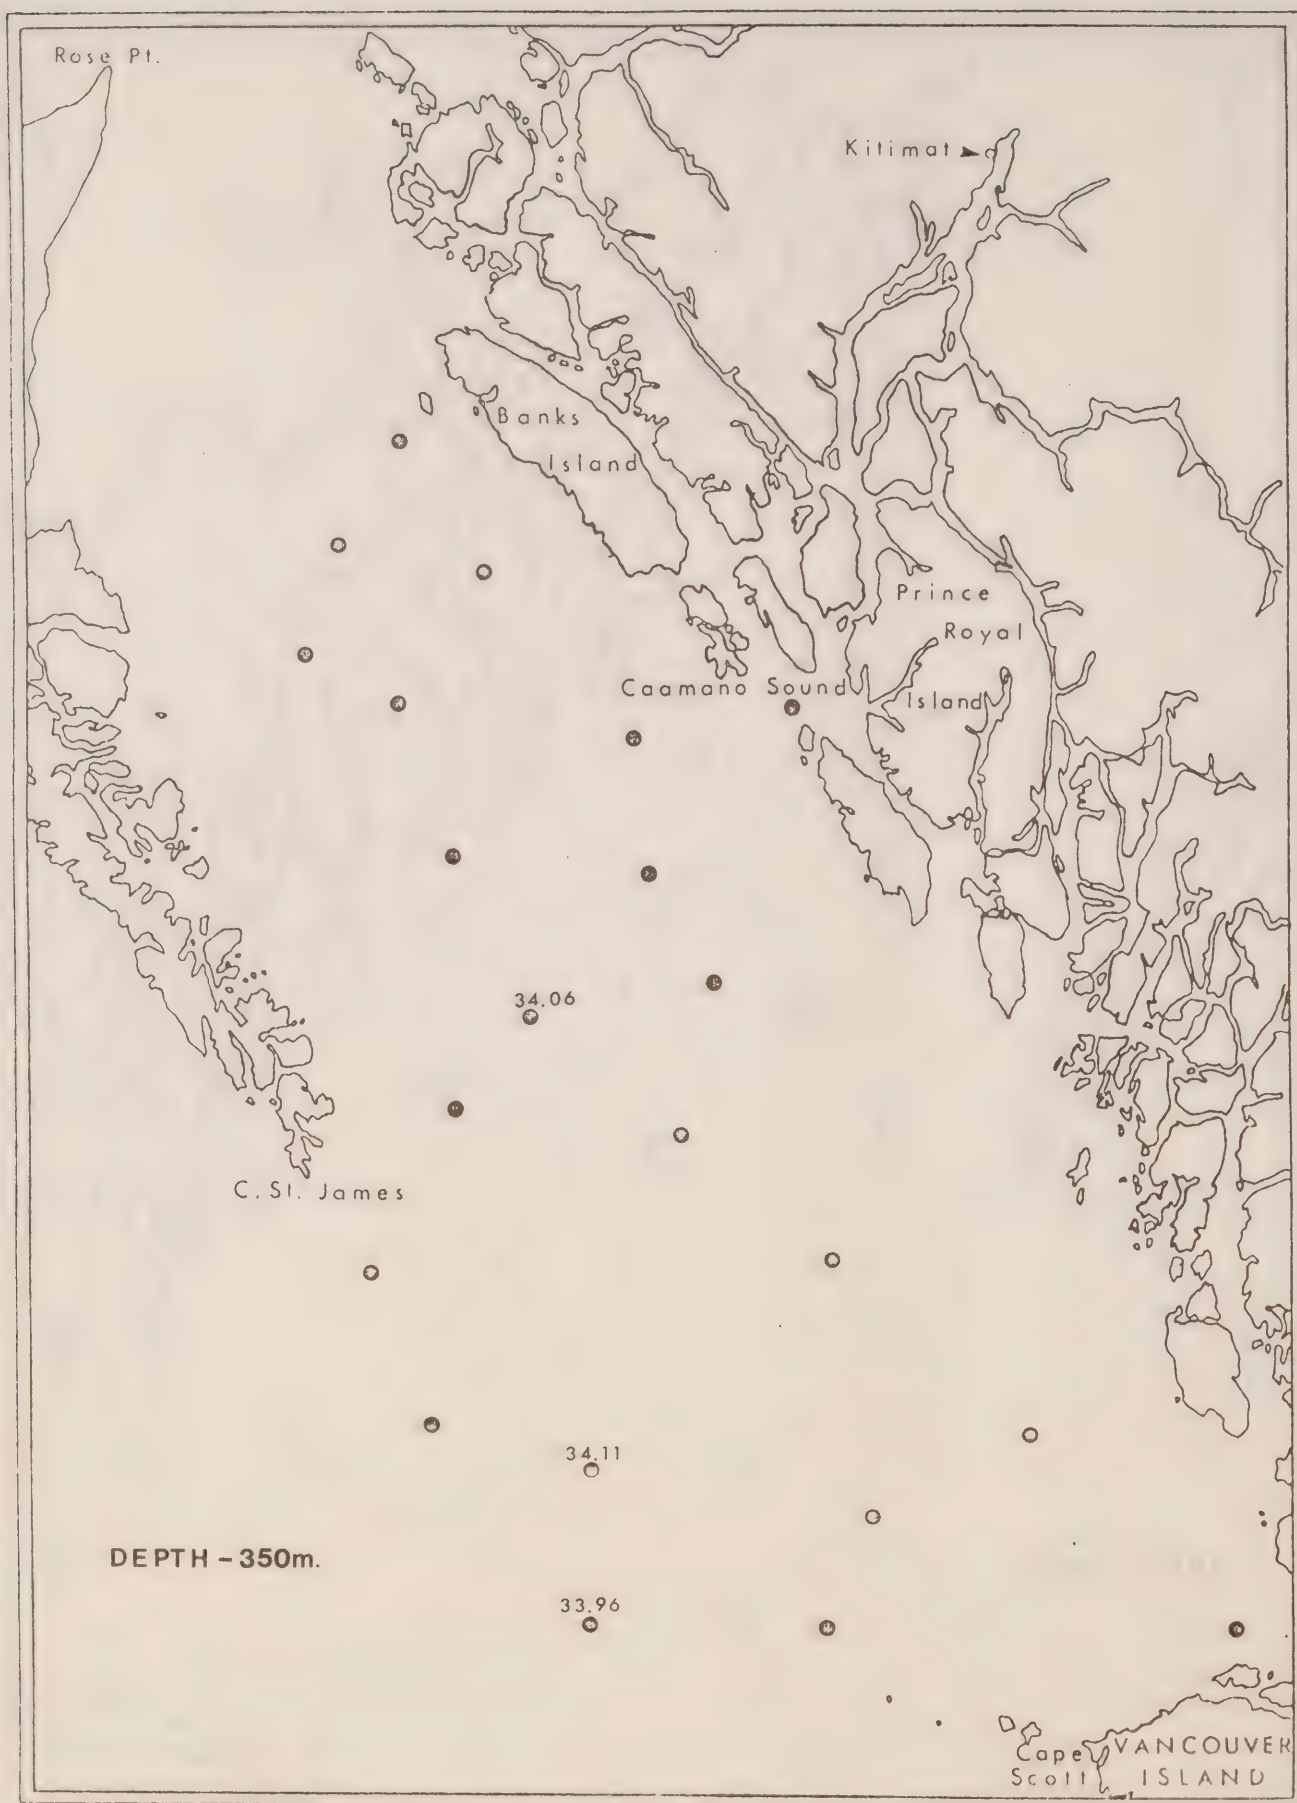 Rose Pt.
Kitimat
Banks
Island
Prince
Royal
Island
Caamano Sound
34.06
C. St. James
34.11
DEPTH – 350m.
33.96
Cape
Scott
VANCOUVER
ISLAND